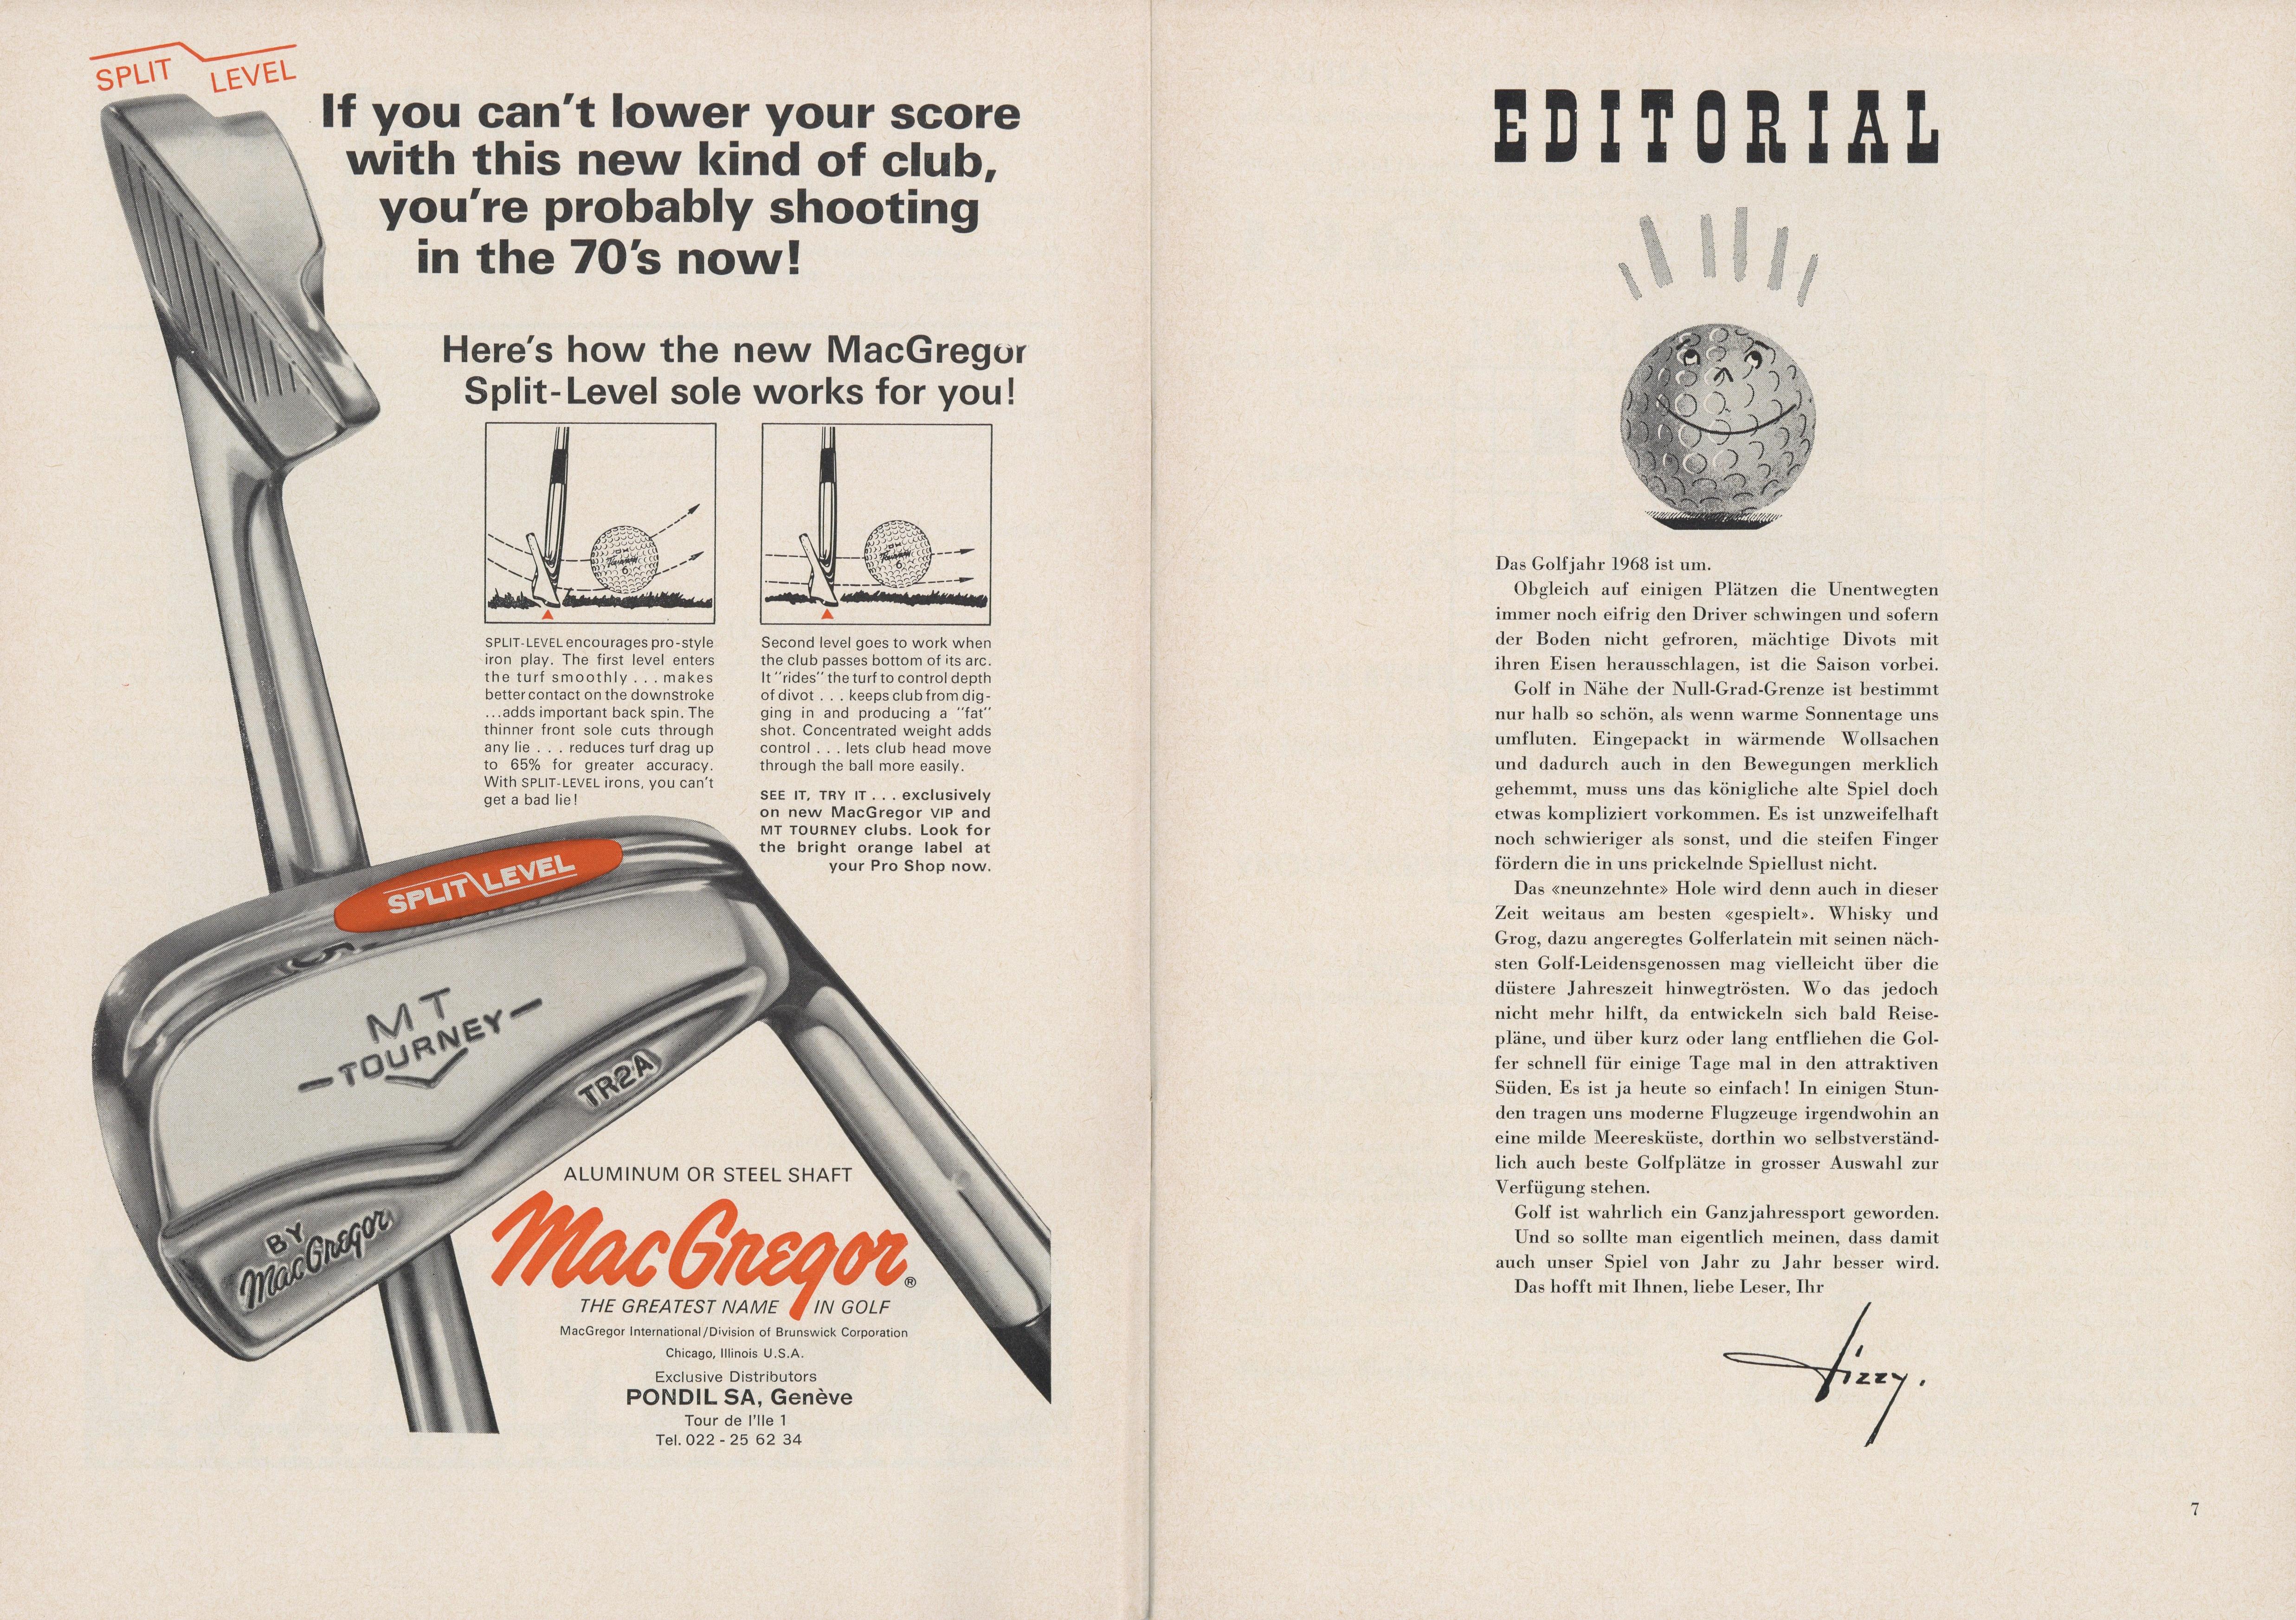 SPLIT LEVEL
If you can't lower your score
with this new kind of club,
you're probably shooting
in the 70's now!
Here's how the new MacGregor
Split-Level sole works for you!
Tourney
6
Tourney
6
SPLIT-LEVEL encourages pro-style
iron play. The first level enters
the turf smoothly . . . makes
better contact on the downstroke
...adds important back spin. The
thinner front sole cuts through
any lie . . . reduces turf drag up
to 65% for greater accuracy.
With SPLIT-LEVEL irons, you can't
get a bad lie!
Second level goes to work when
the club passes bottom of its arc.
It "rides" the turf to control depth
of divot . . . keeps club from dig-
ging in and producing a "fat"
shot. Concentrated weight adds
control . . . lets club head move
through the ball more easily.
SEE IT, TRY IT . . . exclusively
on new MacGregor VIP and
MT TOURNEY clubs. Look for
the bright orange label at
your Pro Shop now.
SPLIT LEVEL
MT
TOURNEY
TR2A
BY
MacGregor
ALUMINUM OR STEEL SHAFT
MacGregor®
THE GREATEST NAME IN GOLF
MacGregor International/Division of Brunswick Corporation
Chicago, Illinois U.S.A.
Exclusive Distributors
PONDIL SA, Genève
Tour de l'Ile 1
Tel. 022 - 25 62 34
EDITORIAL
Das Golfjahr 1968 ist um.
Obgleich auf einigen Plätzen die Unentwegten
immer noch eifrig den Driver schwingen und sofern
der Boden nicht gefroren, mächtige Divots mit
ihren Eisen herausschlagen, ist die Saison vorbei.
Golf in Nähe der Null-Grad-Grenze ist bestimmt
nur halb so schön, als wenn warme Sonnentage uns
umfluten. Eingepackt in wärmende Wollsachen
und dadurch auch in den Bewegungen merklich
gehemmt, muss uns das königliche alte Spiel doch
etwas kompliziert vorkommen. Es ist unzweifelhaft
noch schwieriger als sonst, und die steifen Finger
fördern die in uns prickelnde Spiellust nicht.
Das «neunzehnte» Hole wird denn auch in dieser
Zeit weitaus am besten «gespielt». Whisky und
Grog, dazu angeregtes Golferlatein mit seinen näch-
sten Golf-Leidensgenossen mag vielleicht über die
düstere Jahreszeit hinwegtrösten. Wo das jedoch
nicht mehr hilft, da entwickeln sich bald Reise-
pläne, und über kurz oder lang entfliehen die Gol-
fer schnell für einige Tage mal in den attraktiven
Süden. Es ist ja heute so einfach! In einigen Stun-
den tragen uns moderne Flugzeuge irgendwohin an
eine milde Meeresküste, dorthin wo selbstverständ-
lich auch beste Golfplätze in grosser Auswahl zur
Verfügung stehen.
Golf ist wahrlich ein Ganzjahressport geworden.
Und so sollte man eigentlich meinen, dass damit
auch unser Spiel von Jahr zu Jahr besser wird.
Das hofft mit Ihnen, liebe Leser, Ihr
7